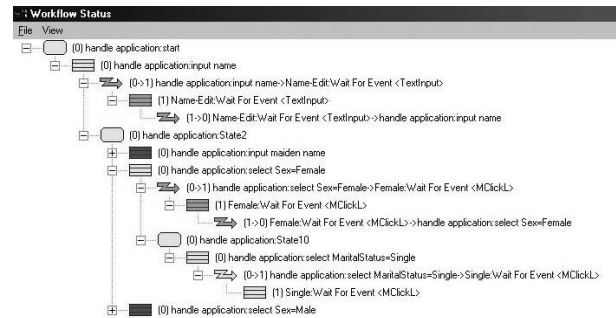 Workflow Status
File View
(0) handle application:start
(0) handle application:input name
(0->1) handle application:input name->Name-Edit:Wait For Event <TextInput>
(1) Name-Edit:Wait For Event <TextInput>
(1->0) Name-Edit:Wait For Event <TextInput>->handle application:input name
(0) handle application:State2
(0) handle application:input maiden name
(0) handle application:select Sex=Female
(0->1) handle application:select Sex=Female->Female:Wait For Event <MClickL>
(1) Female:Wait For Event <MClickL>
(1->0) Female:Wait For Event <MClickL>->handle application:select Sex=Female
(0) handle application:State10
(0) handle application:select MaritalStatus=Single
(0->1) handle application:select MaritalStatus=Single->Single:Wait For Event <MClickL>
(1) Single:Wait For Event <MClickL>
(0) handle application:select Sex=Male